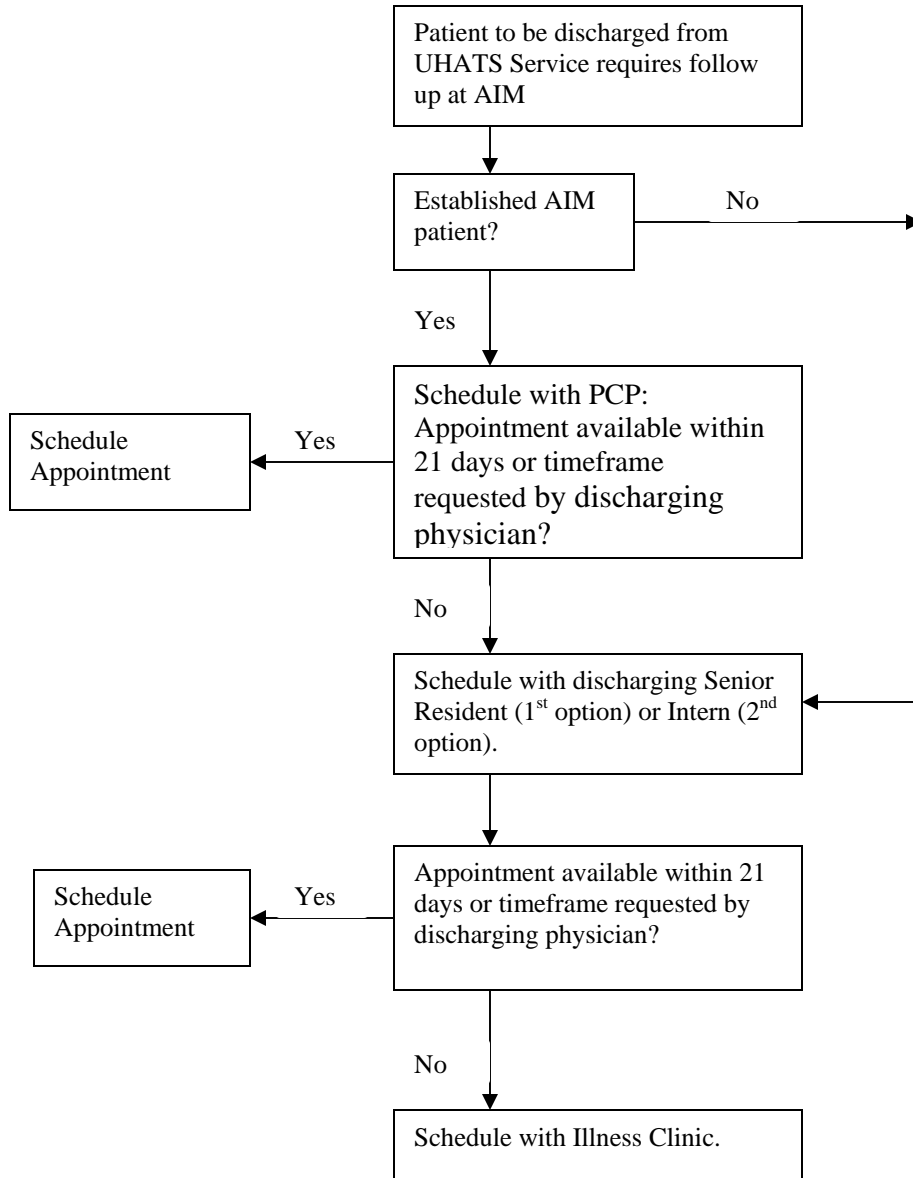 Patient to be discharged from
UHATS Service requires follow
up at AIM
Established AIM
patient?
No
Yes
Schedule with PCP:
Appointment available within
21 days or timeframe
requested by discharging
physician?
Yes
Schedule
Appointment
No
Schedule with discharging Senior
Resident (1st option) or Intern (2nd
option).
Appointment available within 21
days or timeframe requested by
discharging physician?
Yes
Schedule
Appointment
No
Schedule with Illness Clinic.